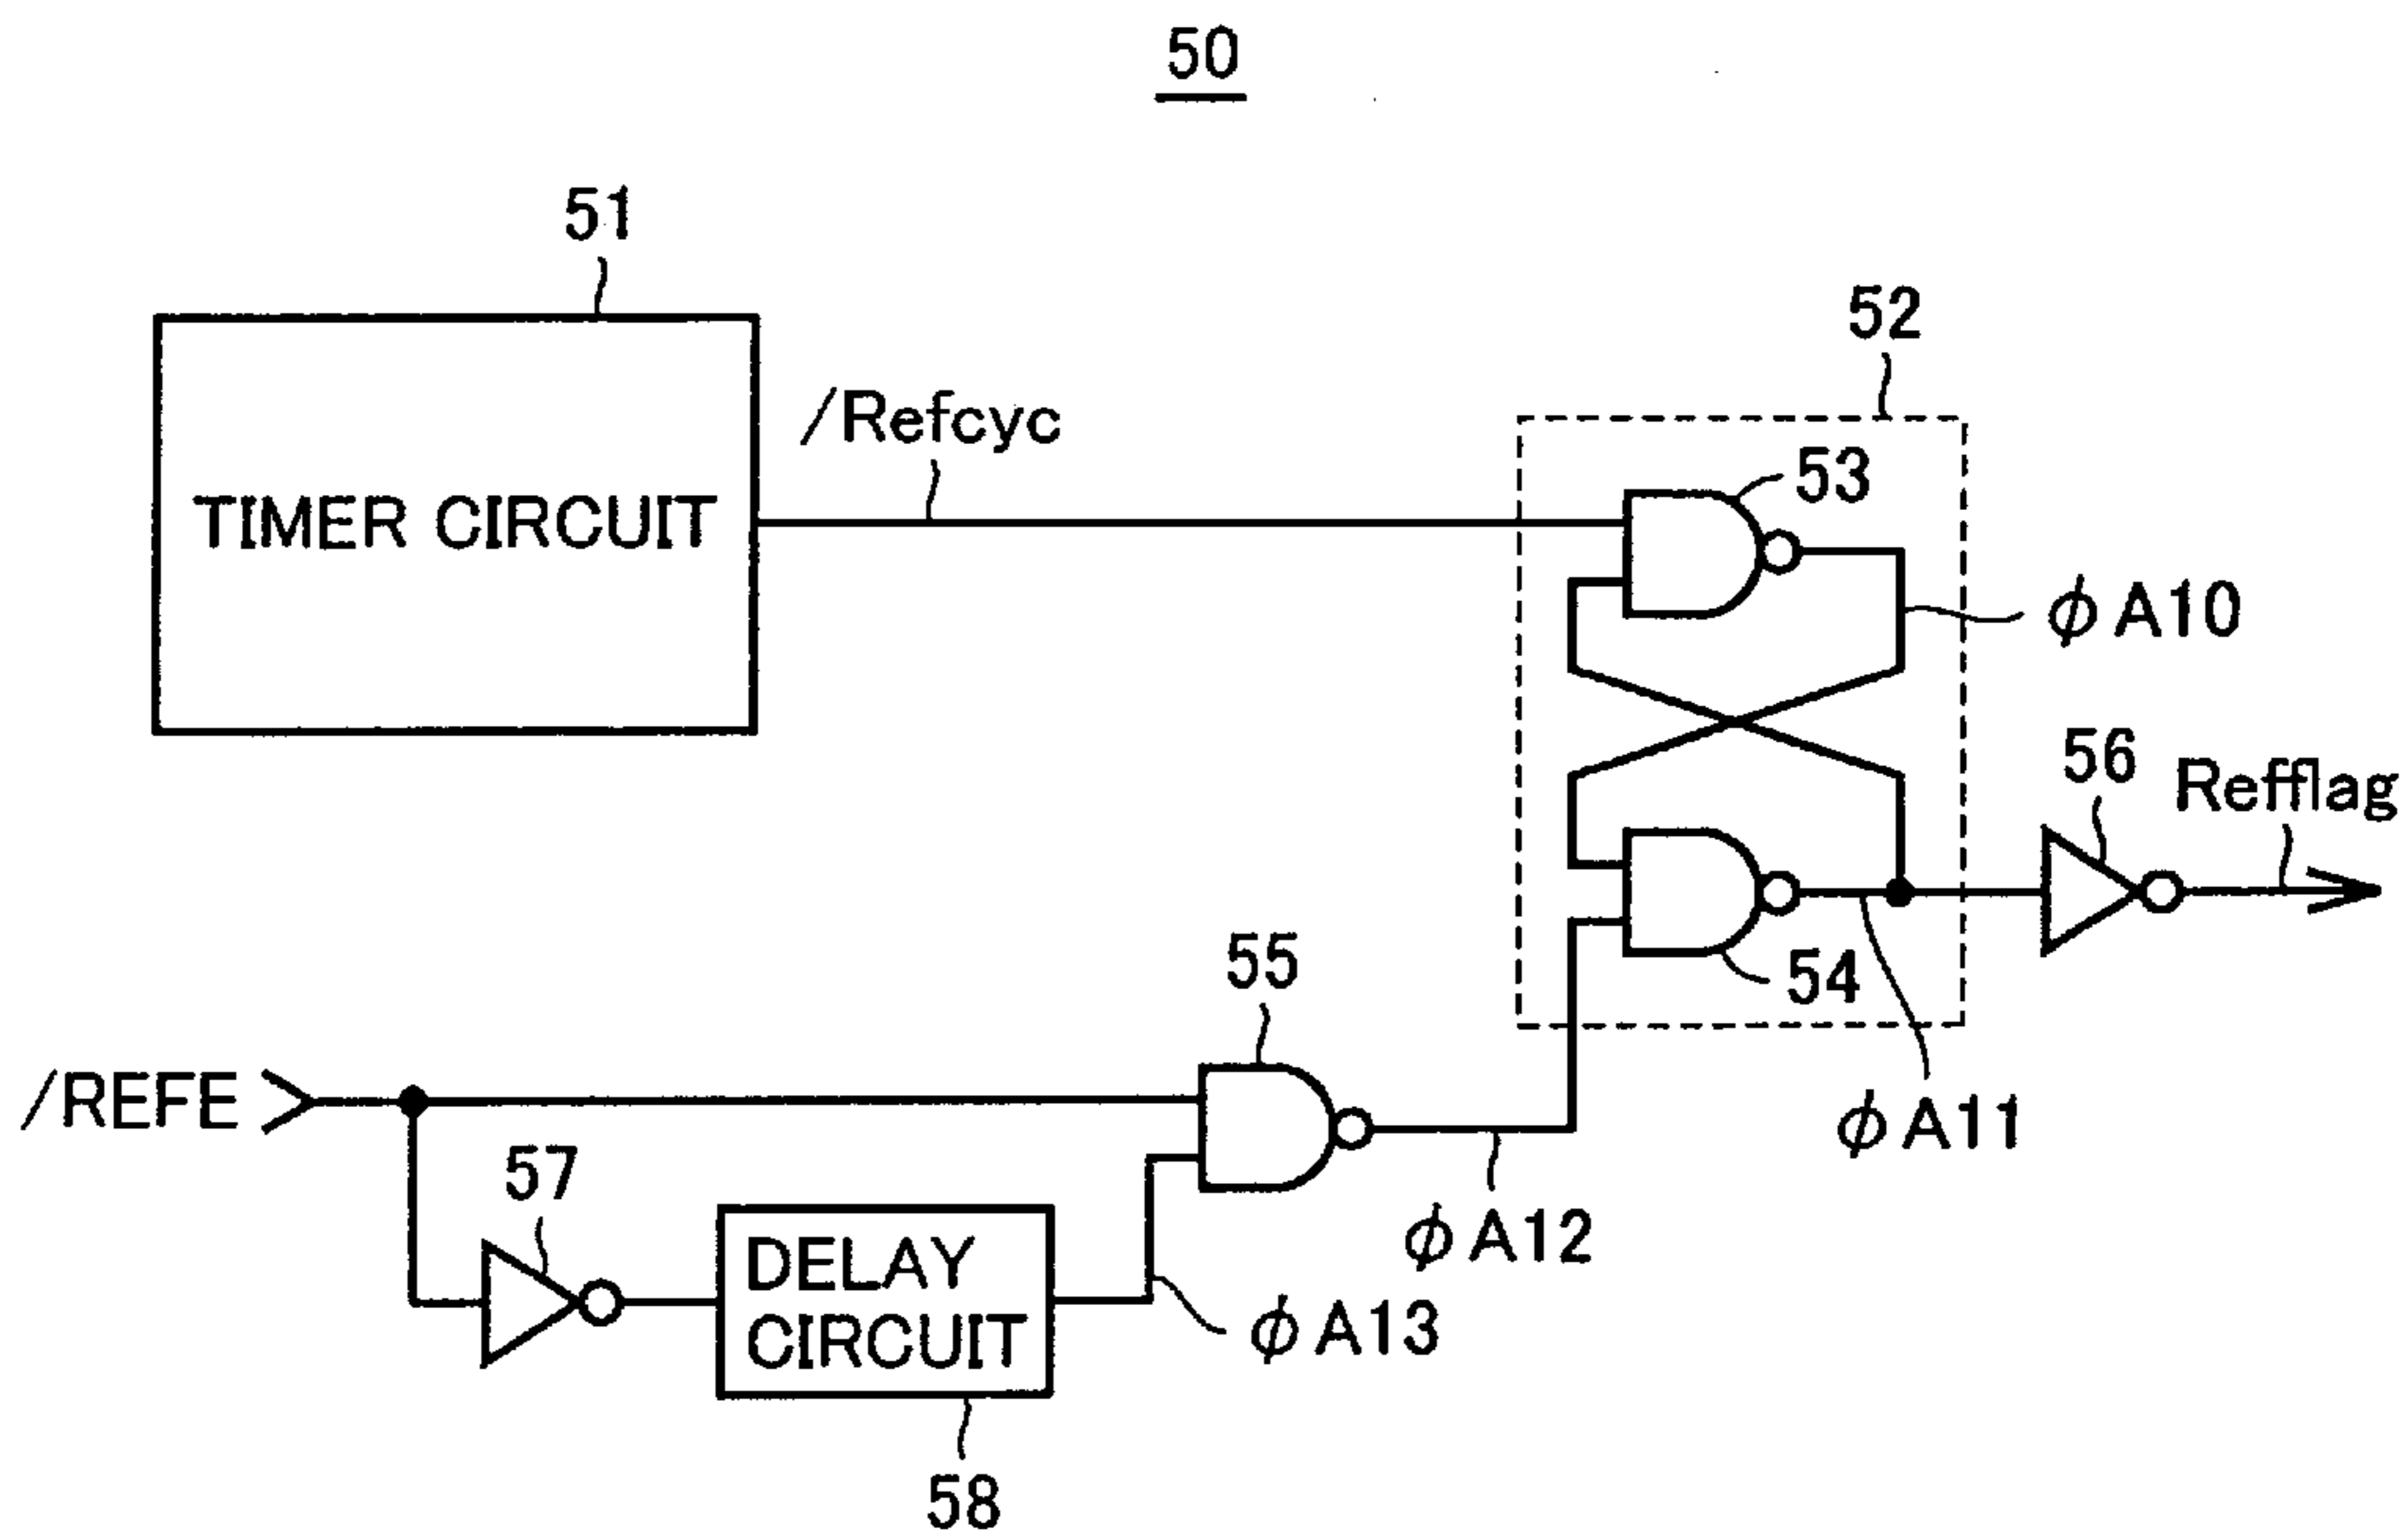 50
51
52
/Refcyc
53
TIMER CIRCUIT
ϕA10
56
Refflag
55
54
/REFE
ϕA11
57
ϕA12
DELAY
CIRCUIT
ϕA13
58